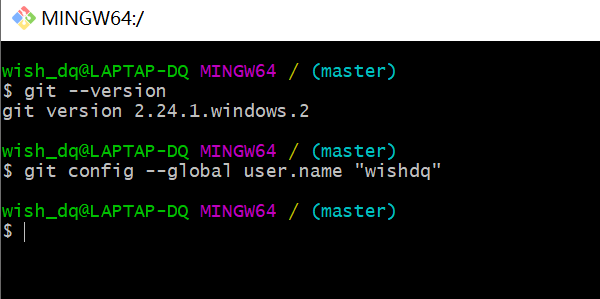 MINGW64:/
wish_dq@LAPTAP-DQ MINGW64 / (master)
$ git --version
git version 2.24.1.windows.2
wish_dq@LAPTAP-DQ MINGW64 / (master)
$ git config --global user.name "wishdq"
wish_dq@LAPTAP-DQ MINGW64 / (master)
$